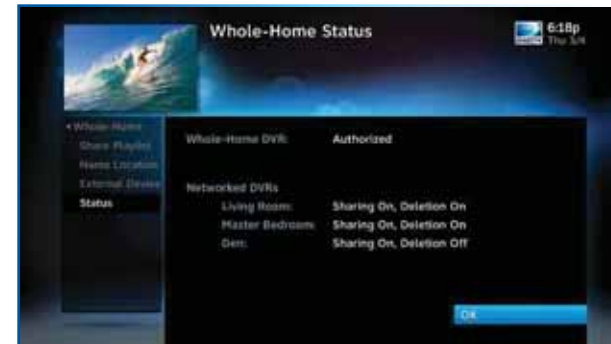 Whole-Home Status
6:18p
Thu 5/4
Whole-Home
Share Playlist
Name Location
External Device
Status
Whole-Home DVR: Authorized
Networked DVRs
Living Room: Sharing On, Deletion On
Master Bedroom: Sharing On, Deletion On
Den: Sharing On, Deletion Off
OK